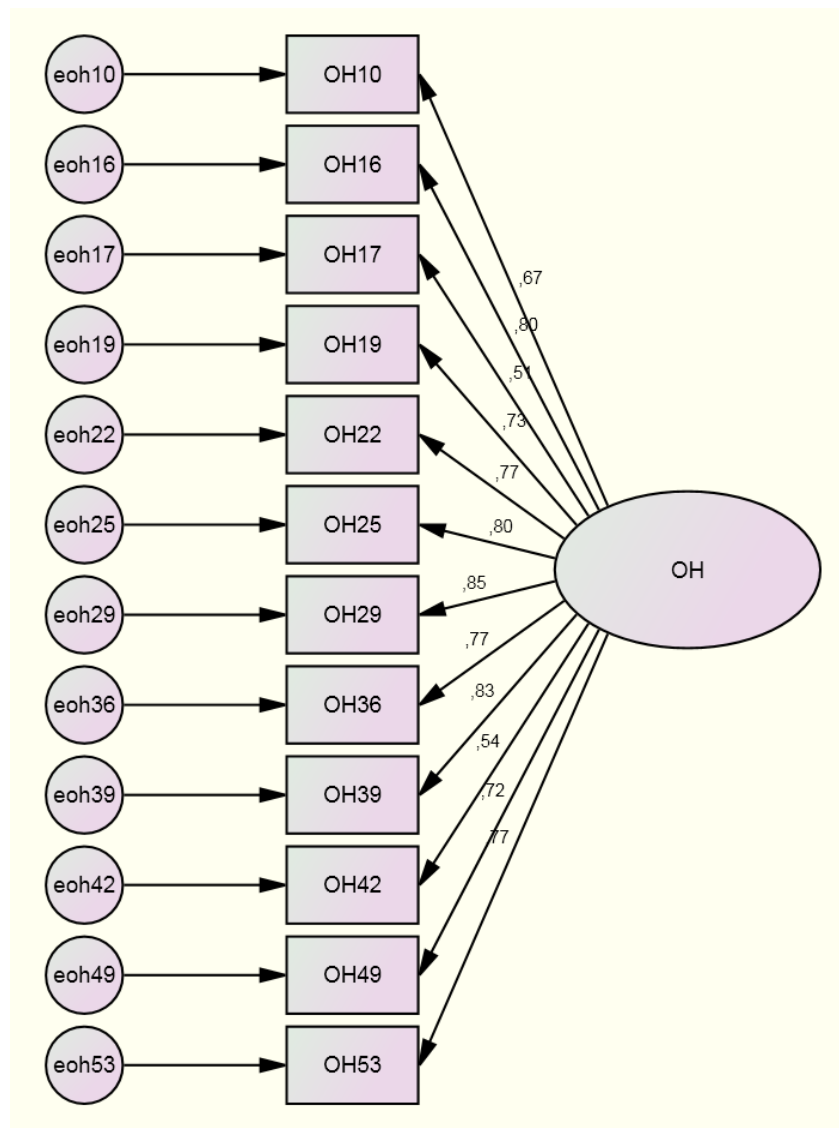 eoh10 OH10
eoh16 OH16
eoh17 OH17
,67
,80
eoh19 OH19
,51
,73
eoh22 OH22
,77
eoh25 OH25
,80
OH
,85
eoh29 OH29
,77
eoh36 OH36
,83
,54
eoh39 OH39
,72
,77
eoh42 OH42
eoh49 OH49
eoh53 OH53